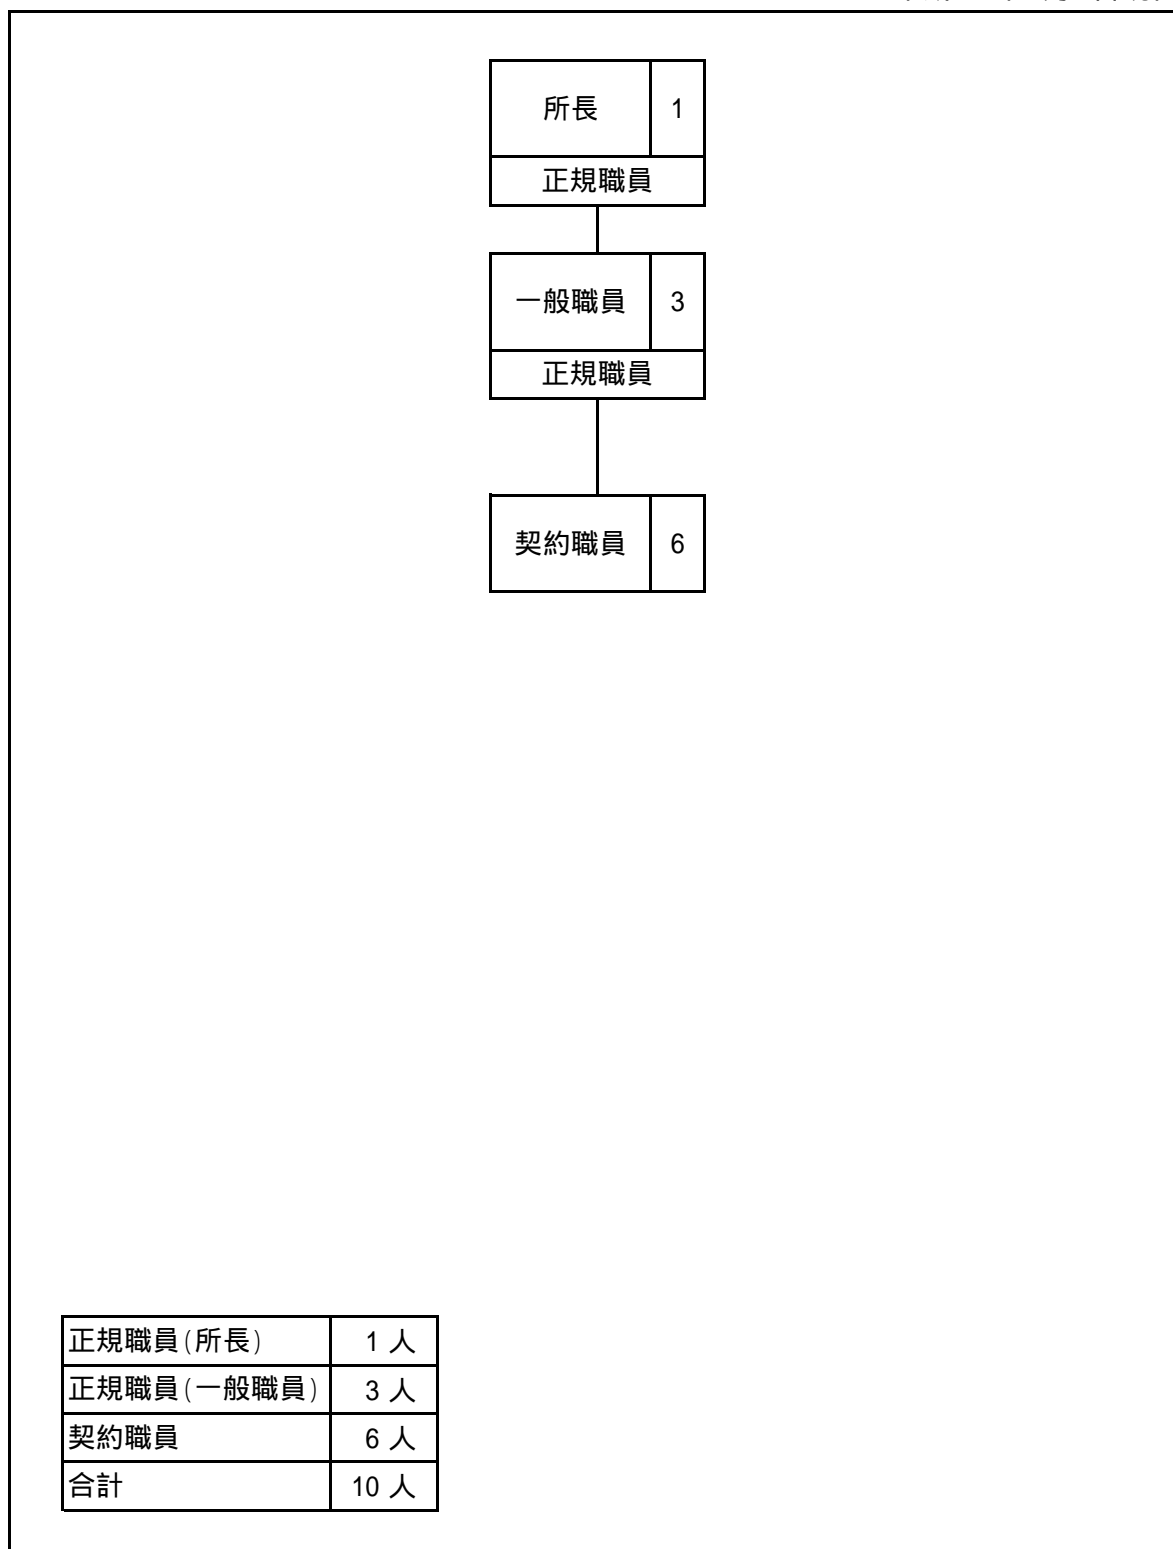 所長 1
正規職員
一般職員 3
正規職員
契約職員 6
正規職員(所長) 1 人
正規職員(一般職員) 3 人
契約職員 6 人
合計 10 人